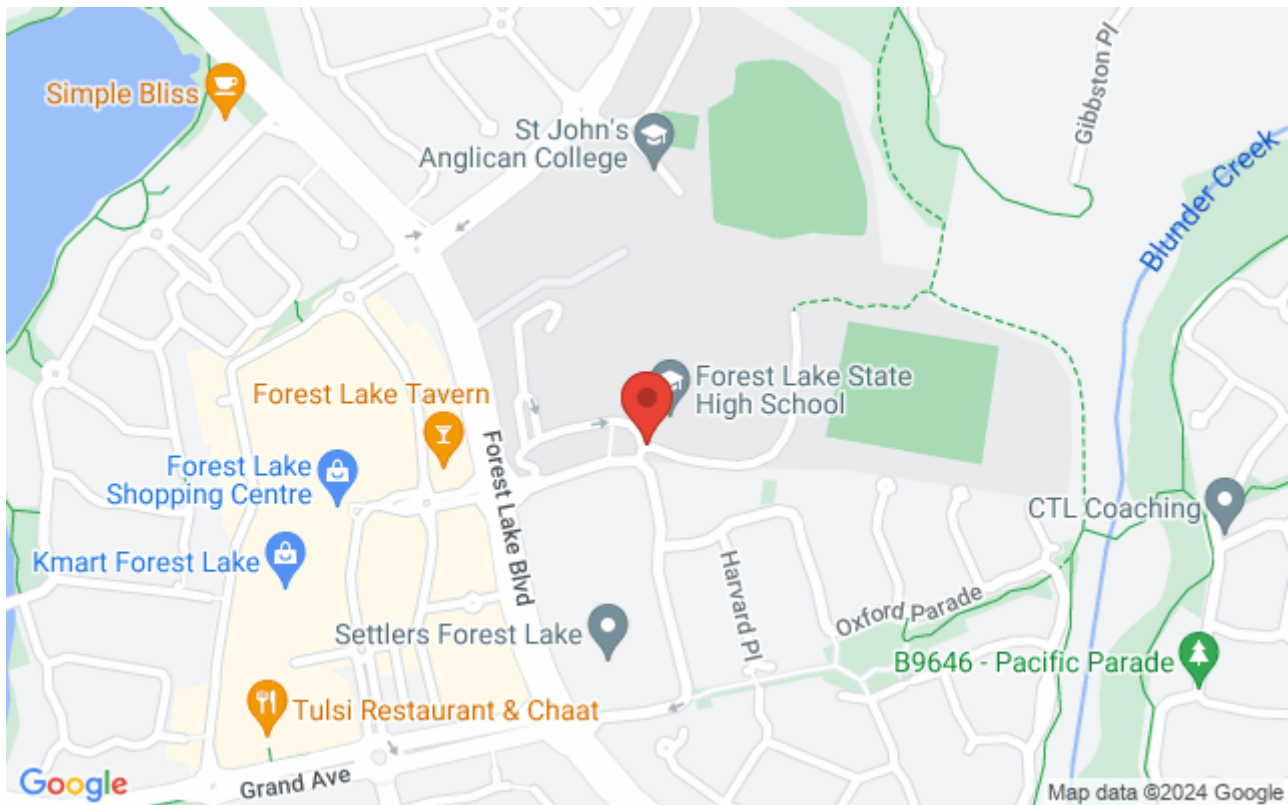 Simple Bliss
St John's
Anglican College
Gibbston Pl
Blunder Creek
Forest Lake State
High School
Forest Lake Tavern
Forest Lake
Shopping Centre
Forest Lake Blvd
CTL Coaching
Kmart Forest Lake
Harvard Pl
Oxford Parade
Settlers Forest Lake
B9646 - Pacific Parade
Tulsi Restaurant & Chaat
Grand Ave
Google
Map data ©2024 Google